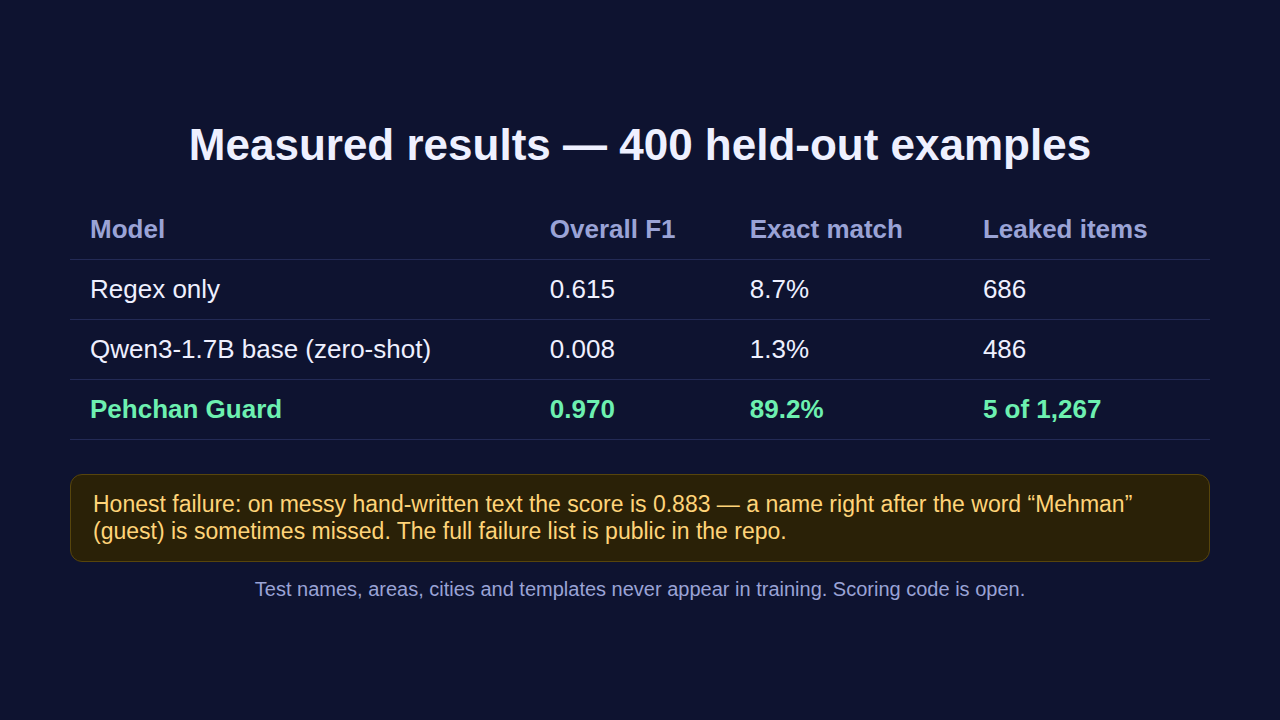 Measured results — 400 held-out examples
Model Overall F1 Exact match Leaked items
Regex only 0.615 8.7% 686
Qwen3-1.7B base (zero-shot) 0.008 1.3% 486
Pehchan Guard 0.970 89.2% 5 of 1,267
Honest failure: on messy hand-written text the score is 0.883 — a name right after the word “Mehman”
(guest) is sometimes missed. The full failure list is public in the repo.
Test names, areas, cities and templates never appear in training. Scoring code is open.